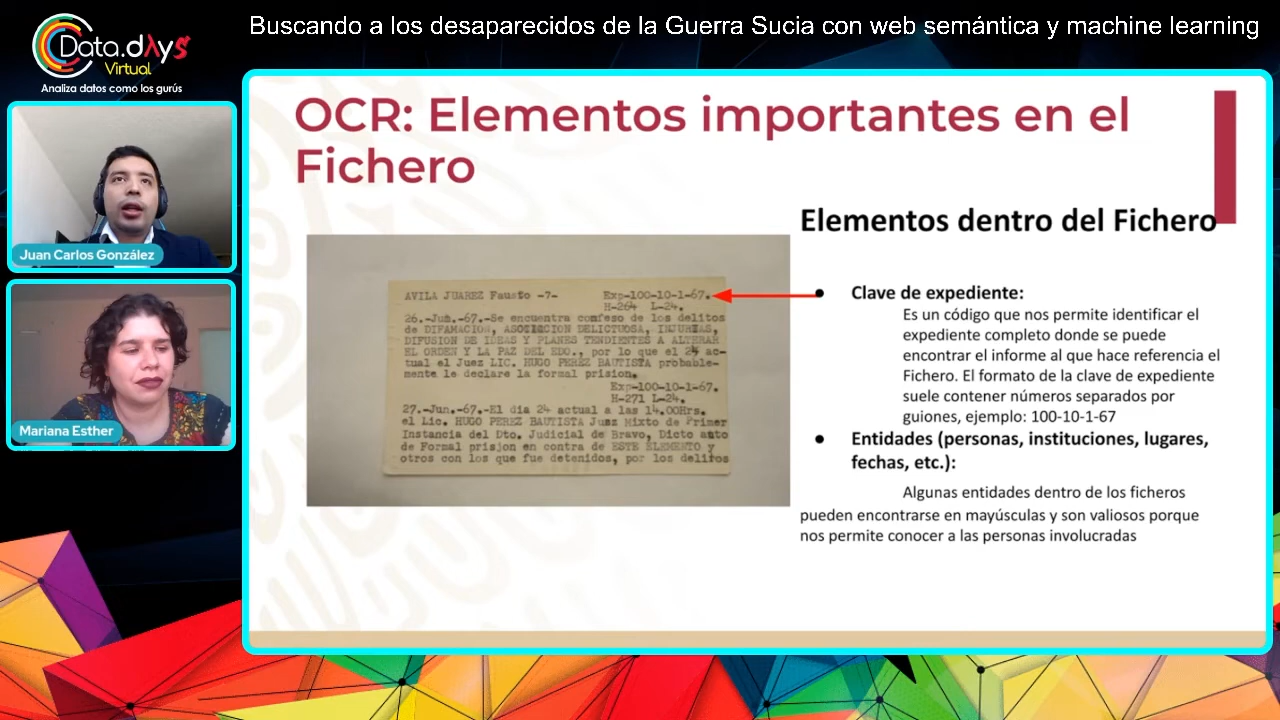 Buscando a los desaparecidos de la Guerra Sucia con web semántica y machine learning
Data.dAys
Virtual
Analiza datos como los gurús
Juan Carlos González
Mariana Esther
OCR: Elementos importantes en el
Fichero
AVILA JUAREZ Fausto -7- Exp-100-10-1-67.
H-264 L-24.
26.-Jun.-67.-Se encuentra confeso de los delitos
de DIFAMACION, ASOCIACION DELICTUOSA, INJURIAS,
DIFUSION DE IDEAS Y PLANES TENDIENTES A ALTERAR
EL ORDEN Y LA PAZ DEL EDO., por lo que el 24 ac-
tual el Juez LIC. HUGO PEREZ BAUTISTA probable-
mente le declare la formal prision.
Exp-100-10-1-67.
H-271 L-24.
27.-Jun.-67.-El dia 24 actual a las 14.00Hrs.
el Lic. HUGO PEREZ BAUTISTA Juez Mixto de Primer
Instancia del Dto. Judicial de Bravo, Dicto auto
de Formal prision en contra de ESTE ELEMENTO y
otros con los que fue detenidos, por los delitos
Elementos dentro del Fichero
● Clave de expediente:
Es un código que nos permite identificar el
expediente completo donde se puede
encontrar el informe al que hace referencia el
Fichero. El formato de la clave de expediente
suele contener números separados por
guiones, ejemplo: 100-10-1-67
● Entidades (personas, instituciones, lugares,
fechas, etc.):
Algunas entidades dentro de los ficheros
pueden encontrarse en mayúsculas y son valiosos porque
nos permite conocer a las personas involucradas